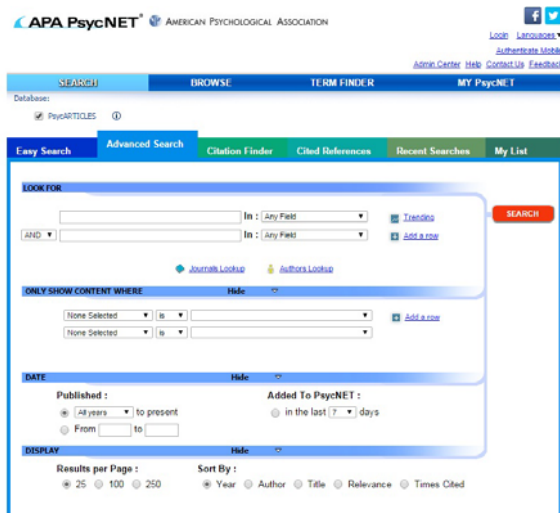 APA PsycNET® AMERICAN PSYCHOLOGICAL ASSOCIATION
Login Languages
Authenticate Mobile
Admin Center Help Contact Us Feedback
SEARCH BROWSE TERM FINDER MY PsycNET
Database:
PsycARTICLES
Easy Search Advanced Search Citation Finder Cited References Recent Searches My List
LOOK FOR
In : Any Field Trending SEARCH
AND In : Any Field Add a row
Journals Lookup Authors Lookup
ONLY SHOW CONTENT WHERE Hide
None Selected is Add a row
None Selected is
DATE Hide
Published : Added To PsycNET :
All years to present in the last 7 days
From to
DISPLAY Hide
Results per Page : Sort By :
25 100 250 Year Author Title Relevance Times Cited